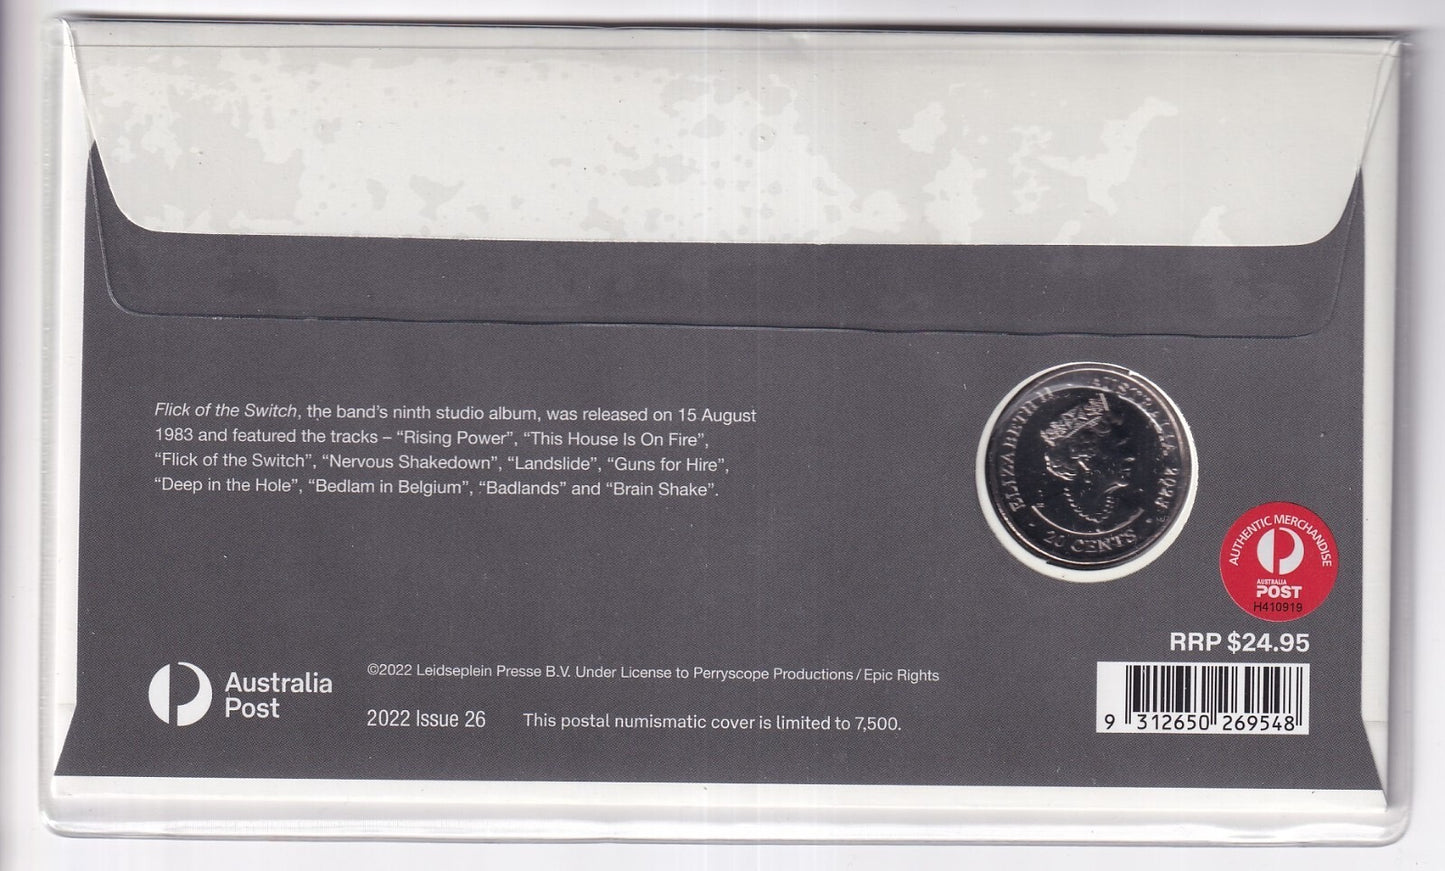 Flick of the Switch, the band's ninth studio album, was released on 15 August
1983 and featured the tracks – “Rising Power”, “This House Is On Fire”,
“Flick of the Switch”, “Nervous Shakedown”, “Landslide”, “Guns for Hire”,
“Deep in the Hole”, “Bedlam in Belgium”, “Badlands” and “Brain Shake”.
ELIZABETH II AUSTRALIA
20 CENTS
AUTHENTIC MERCHANDISE
AUSTRALIA
POST
H410919
RRP $24.95
Australia
Post
©2022 Leidseplein Presse B.V. Under License to Perryscope Productions / Epic Rights
2022 Issue 26 This postal numismatic cover is limited to 7,500.
9 312650 269548